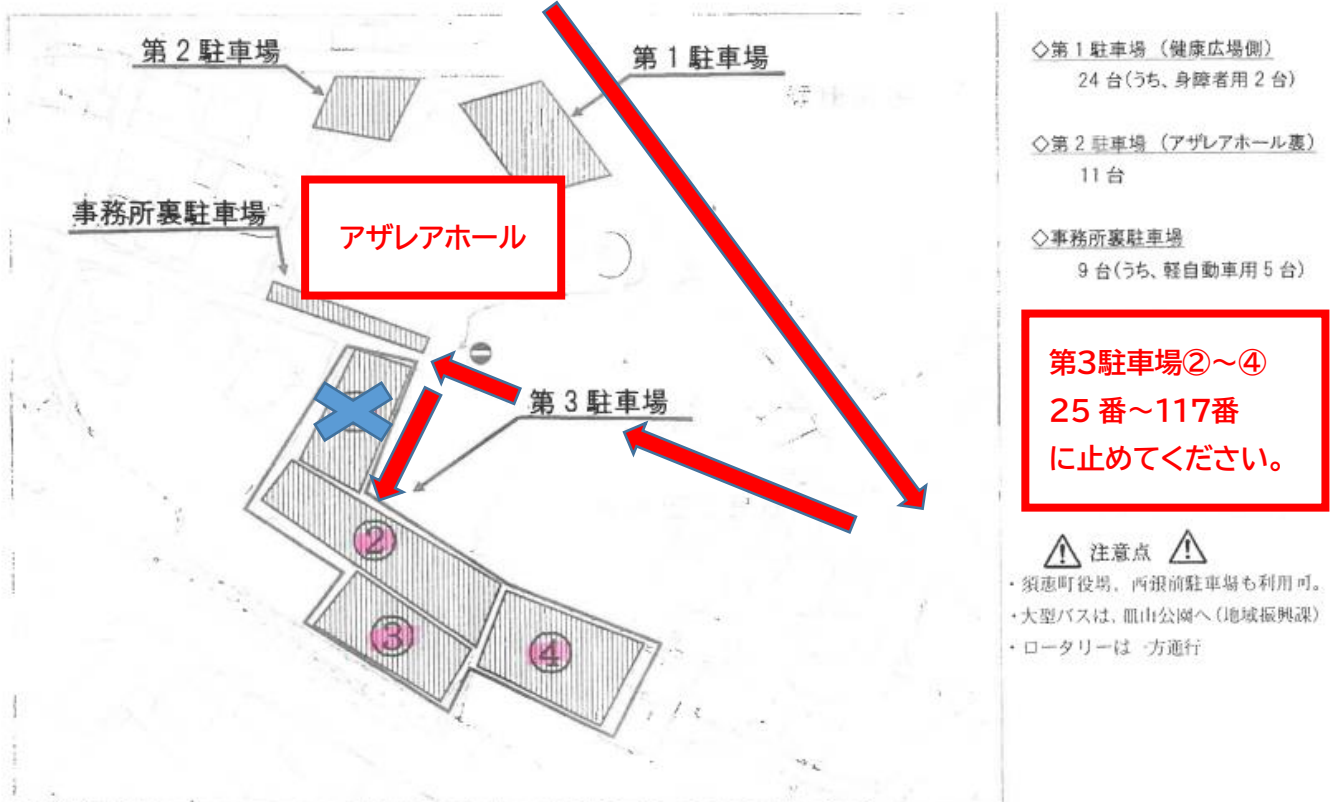 第２駐車場
第１駐車場
事務所裏駐車場
アザレアホール
第３駐車場
②
③
④
◇第１駐車場（健康広場側）
24台(うち、身障者用２台)
◇第２駐車場（アザレアホール裏）
11台
◇事務所裏駐車場
９台(うち、軽自動車用５台)
第3駐車場②～④
25番～117番
に止めてください。
注意点
・須恵町役場、西銀前駐車場も利用可。
・大型バスは、皿山公園へ（地域振興課）
・ロータリーは一方通行